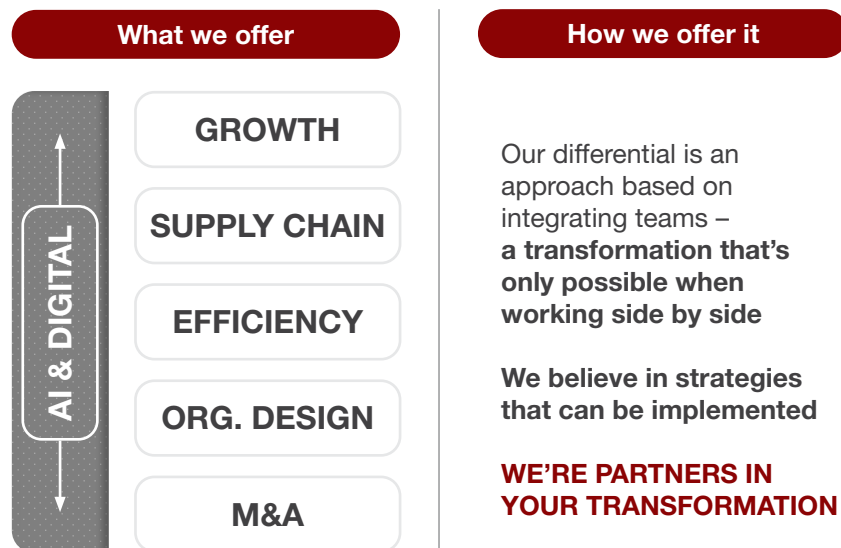 What we offer
AI & DIGITAL
GROWTH
SUPPLY CHAIN
EFFICIENCY
ORG. DESIGN
M&A
How we offer it
Our differential is an
approach based on
integrating teams –
a transformation that’s
only possible when
working side by side
We believe in strategies
that can be implemented
WE’RE PARTNERS IN
YOUR TRANSFORMATION